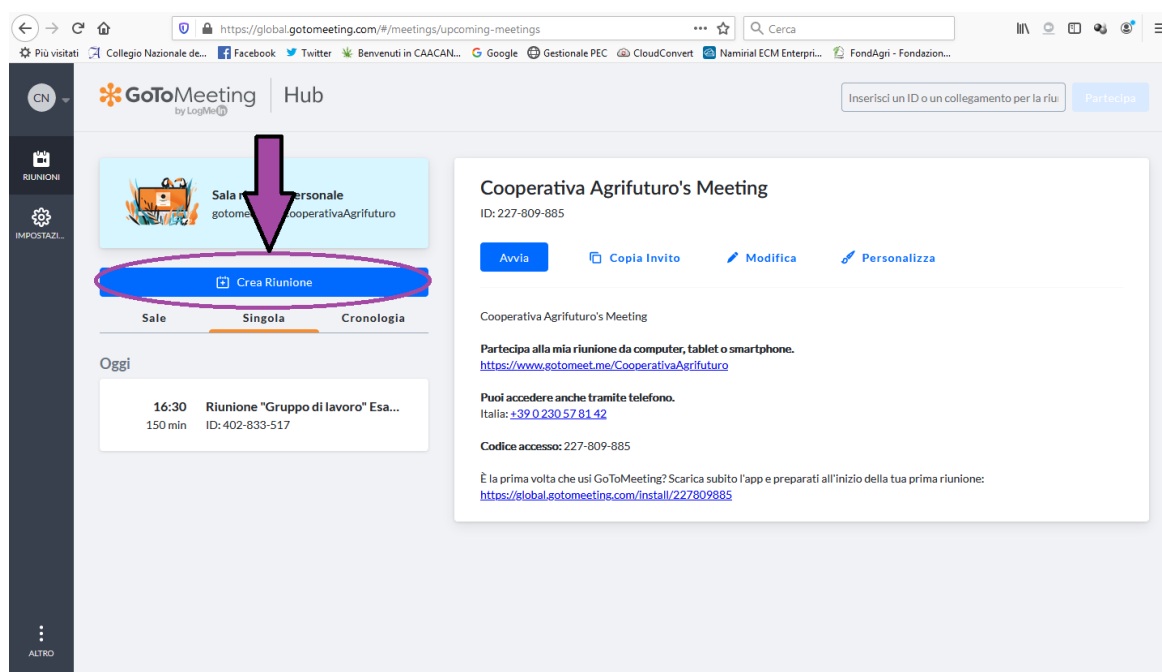 https://global.gotomeeting.com/#/meetings/upcoming-meetings
Cerca
Più visitati
Collegio Nazionale de...
Facebook
Twitter
Benvenuti in CAACAN...
Google
Gestionale PEC
CloudConvert
Namirial ECM Enterpri...
FondAgri - Fondazion...
CN
GoToMeeting
by LogMeIn
Hub
Inserisci un ID o un collegamento per la riu
Partecipa
RIUNIONI
IMPOSTAZI...
Sala
gotome
ooperativaAgrifuturo
Crea Riunione
Sale
Singola
Cronologia
Oggi
16:30 Riunione "Gruppo di lavoro" Esa...
150 min ID: 402-833-517
Cooperativa Agrifuturo's Meeting
ID: 227-809-885
Avvia
Copia Invito
Modifica
Personalizza
Cooperativa Agrifuturo's Meeting
Partecipa alla mia riunione da computer, tablet o smartphone.
https://www.gotomeet.me/CooperativaAgrifuturo
Puoi accedere anche tramite telefono.
Italia: +39 0 230 57 81 42
Codice accesso: 227-809-885
È la prima volta che usi GoToMeeting? Scarica subito l'app e preparati all'inizio della tua prima riunione:
https://global.gotomeeting.com/install/227809885
ALTRO